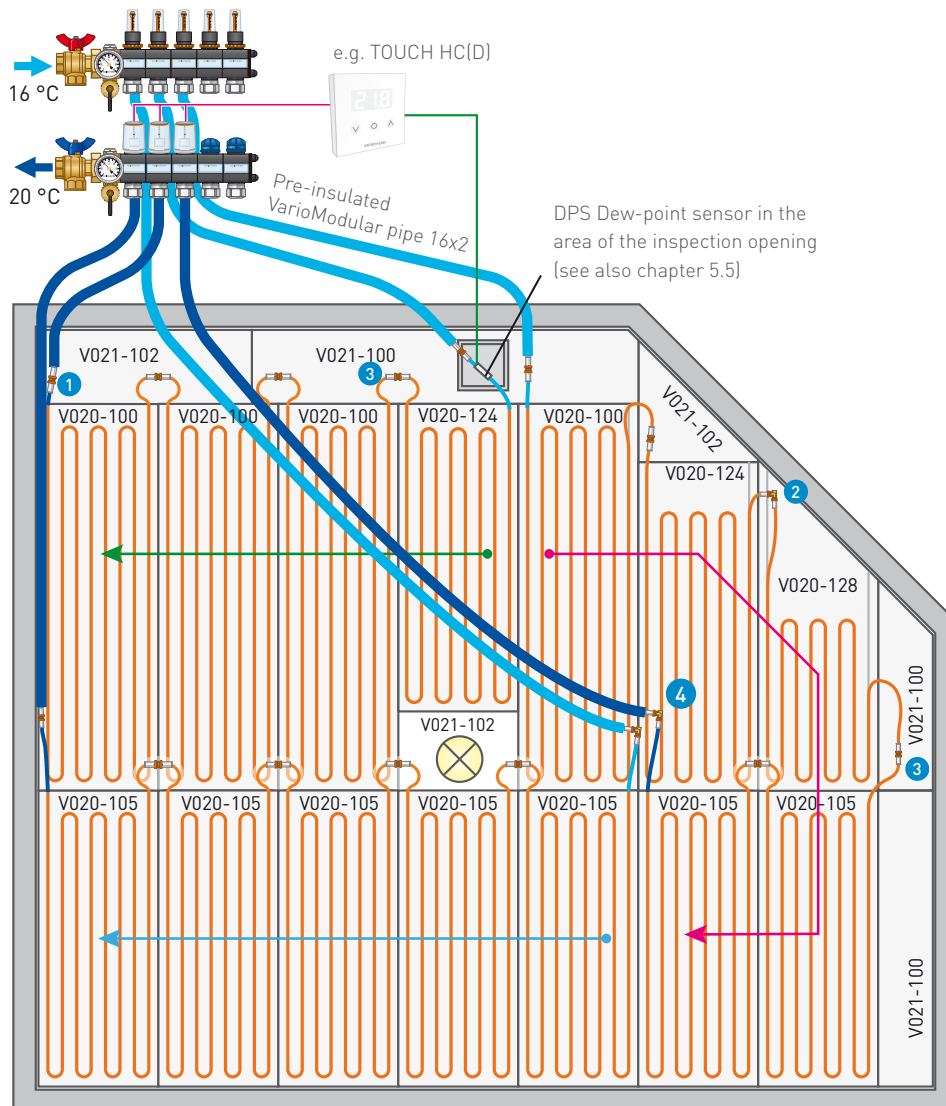 e.g. TOUCH HC(D)
16 °C
20 °C
Pre-insulated
VarioModular pipe 16x2
DPS Dew-point sensor in the
area of the inspection opening
(see also chapter 5.5)
V021-102
V021-100
1
3
V020-100
V020-100
V020-100
V020-124
V020-100
V021-102
V020-124
2
V020-128
V021-100
4
V021-102
3
V020-105
V020-105
V020-105
V020-105
V020-105
V020-105
V020-105
V021-100